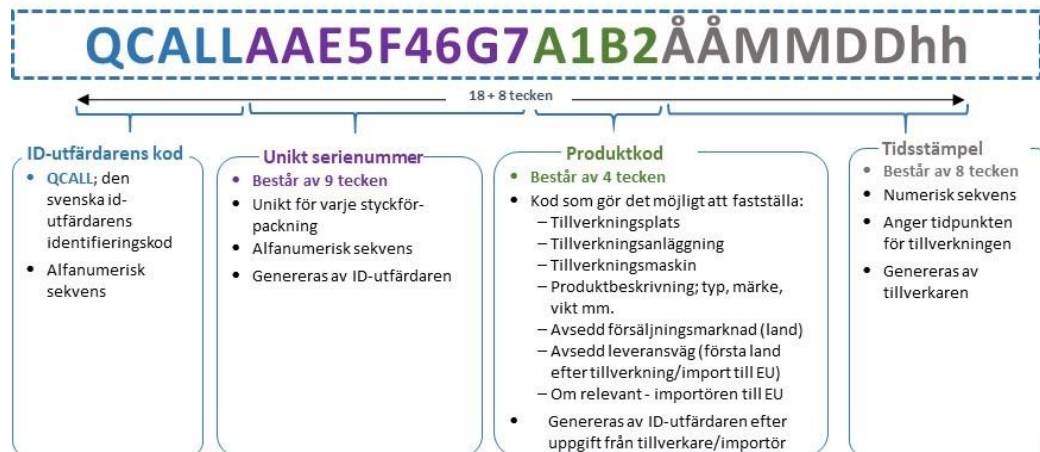 QCALLAAE5F46G7A1B2ÅÅMMDDhh
18 + 8 tecken
ID-utfärdarens kod
• QCALL; den
svenska id-
utfärdarens
identifieringskod
• Alfanumerisk
sekvens
Unikt serienummer
• Består av 9 tecken
• Unikt för varje styckför-
packning
• Alfanumerisk sekvens
• Genereras av ID-utfärdaren
Produktkod
• Består av 4 tecken
• Kod som gör det möjligt att fastställa:
– Tillverkningsplats
– Tillverkningsanläggning
– Tillverkningsmaskin
– Produktbeskrivning; typ, märke,
vikt mm.
– Avsedd försäljningsmarknad (land)
– Avsedd leveransväg (första land
efter tillverkning/import till EU)
– Om relevant - importören till EU
• Genereras av ID-utfärdaren efter
uppgift från tillverkare/importör
Tidsstämpel
• Består av 8 tecken
• Numerisk sekvens
• Anger tidpunkten
för tillverkningen
• Genereras av
tillverkaren